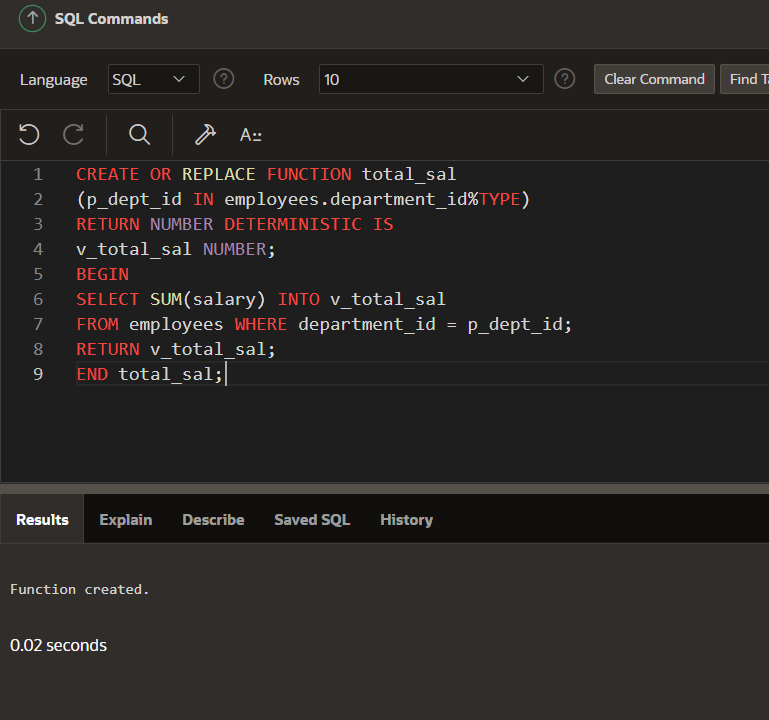 SQL Commands
Language SQL Rows 10 Clear Command Find
A::
1 CREATE OR REPLACE FUNCTION total_sal
2 (p_dept_id IN employees.department_id%TYPE)
3 RETURN NUMBER DETERMINISTIC IS
4 v_total_sal NUMBER;
5 BEGIN
6 SELECT SUM(salary) INTO v_total_sal
7 FROM employees WHERE department_id = p_dept_id;
8 RETURN v_total_sal;
9 END total_sal;
Results Explain Describe Saved SQL History
Function created.
0.02 seconds